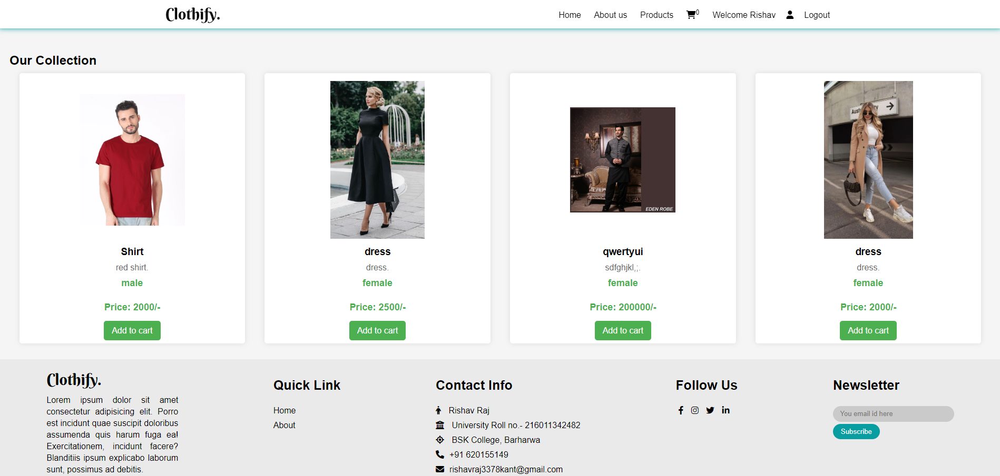 Clothify.
Home About us Products 0 Welcome Rishav Logout
Our Collection
EDEN ROBE
Shirt
red shirt.
male
Price: 2000/-
Add to cart
dress
dress.
female
Price: 2500/-
Add to cart
qwertyui
sdfghjkl,;.
female
Price: 200000/-
Add to cart
dress
dress.
female
Price: 2000/-
Add to cart
Clothify.
Lorem ipsum dolor sit amet
consectetur adipisicing elit. Porro
est incidunt quae suscipit doloribus
assumenda quis harum fuga ea!
Exercitationem, incidunt facere?
Blanditiis ipsum explicabo laborum
sunt, possimus ad debitis.
Quick Link
Home
About
Contact Info
Rishav Raj
University Roll no.- 216011342482
BSK College, Barharwa
+91 620155149
rishavraj3378kant@gmail.com
Follow Us
Newsletter
You email id here
Subscribe